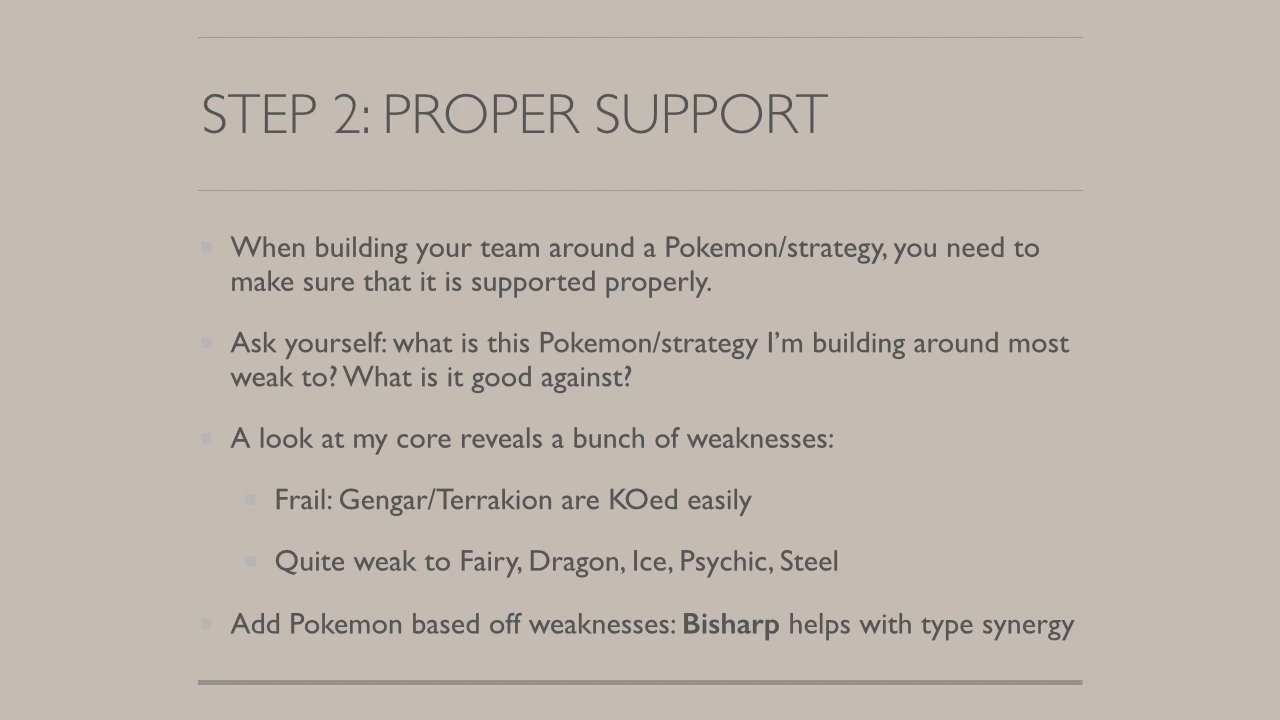 STEP 2: PROPER SUPPORT
When building your team around a Pokemon/strategy, you need to
make sure that it is supported properly.
Ask yourself: what is this Pokemon/strategy I'm building around most
weak to? What is it good against?
A look at my core reveals a bunch of weaknesses:
Frail: Gengar/Terrakion are KOed easily
Quite weak to Fairy, Dragon, Ice, Psychic, Steel
Add Pokemon based off weaknesses: Bisharp helps with type synergy